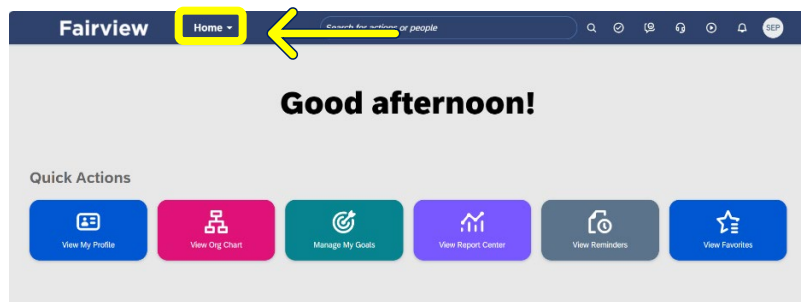 Fairview Home Search for actions or people SEP
Good afternoon!
Quick Actions
View My Profile View Org Chart Manage My Goals View Report Center View Reminders View Favorites